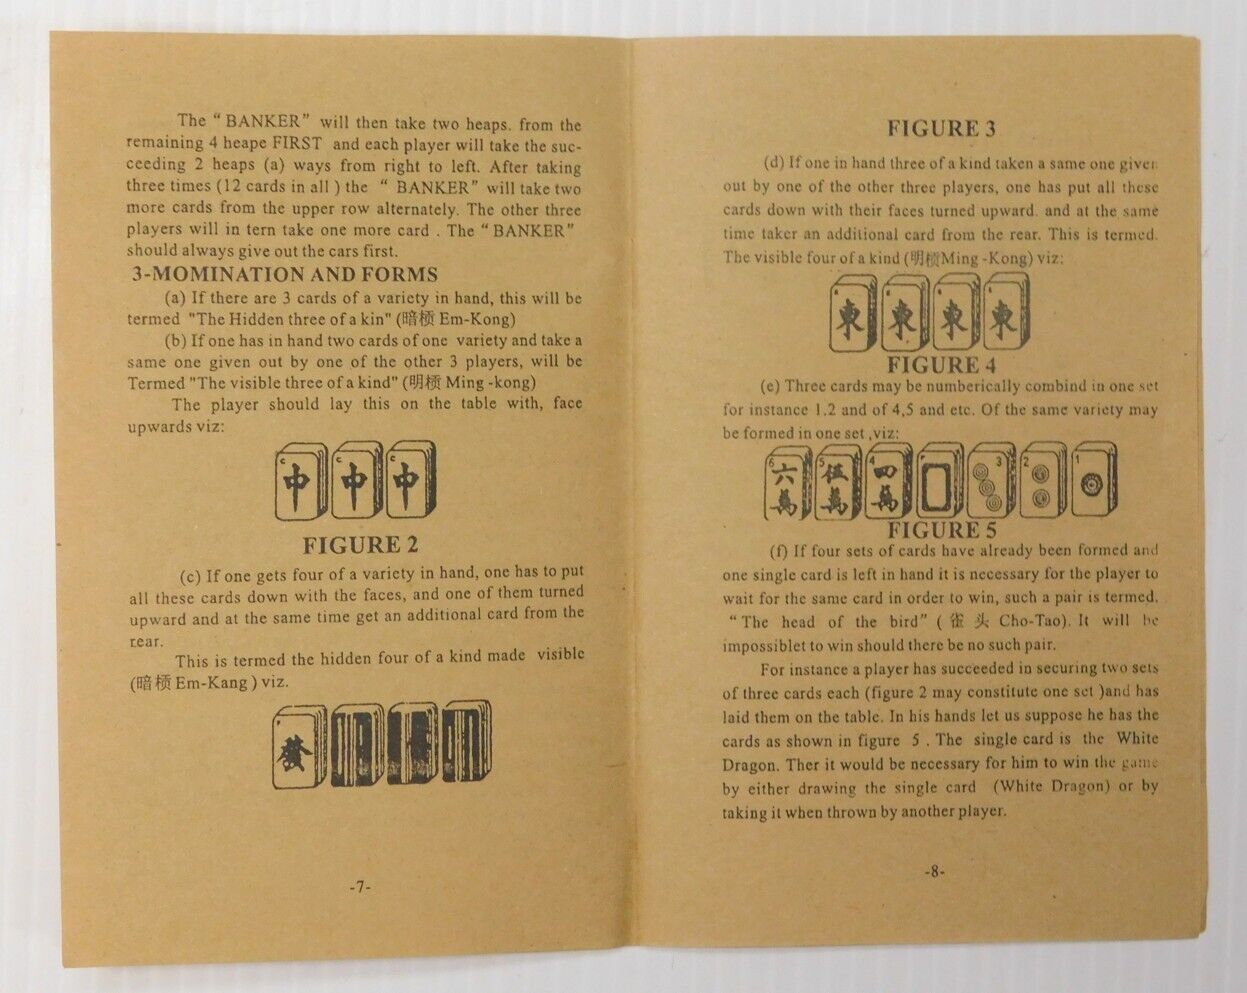 The “ BANKER” will then take two heaps. from the
remaining 4 heape FIRST and each player will take the suc-
ceeding 2 heaps (a) ways from right to left. After taking
three times (12 cards in all ) the “ BANKER” will take two
more cards from the upper row alternately. The other three
players will in tern take one more card . The “ BANKER”
should always give out the cars first.
3-MOMINATION AND FORMS
(a) If there are 3 cards of a variety in hand, this will be
termed "The Hidden three of a kin" (暗槓 Em-Kong)
(b) If one has in hand two cards of one variety and take a
same one given out by one of the other 3 players, will be
Termed "The visible three of a kind" (明槓 Ming -kong)
The player should lay this on the table with, face
upwards viz:
C 中 C 中 C 中
FIGURE 2
(c) If one gets four of a variety in hand, one has to put
all these cards down with the faces, and one of them turned
upward and at the same time get an additional card from the
rear.
This is termed the hidden four of a kind made visible
(暗槓 Em-Kang ) viz.
F 發
-7-
FIGURE 3
(d) If one in hand three of a kind taken a same one given
out by one of the other three players, one has put all these
cards down with their faces turned upward. and at the same
time taker an additional card from the rear. This is termed.
The visible four of a kind (明槓Ming -Kong) viz:
東 東 東 東
FIGURE 4
(e) Three cards may be numberically combind in one set
for instance 1.2 and of 4,5 and etc. Of the same variety may
be formed in one set ,viz:
6 六萬 5 伍萬 4 四萬 3 2 1
FIGURE 5
(f) If four sets of cards have already been formed and
one single card is left in hand it is necessary for the player to
wait for the same card in order to win, such a pair is termed.
“ The head of the bird” ( 雀 头 Cho-Tao). It will be
impossiblet to win should there be no such pair.
For instance a player has succeeded in securing two sets
of three cards each (figure 2 may constitute one set )and has
laid them on the table. In his hands let us suppose he has the
cards as shown in figure 5 . The single card is the White
Dragon. Ther it would be necessary for him to win the game
by either drawing the single card (White Dragon) or by
taking it when thrown by another player.
-8-